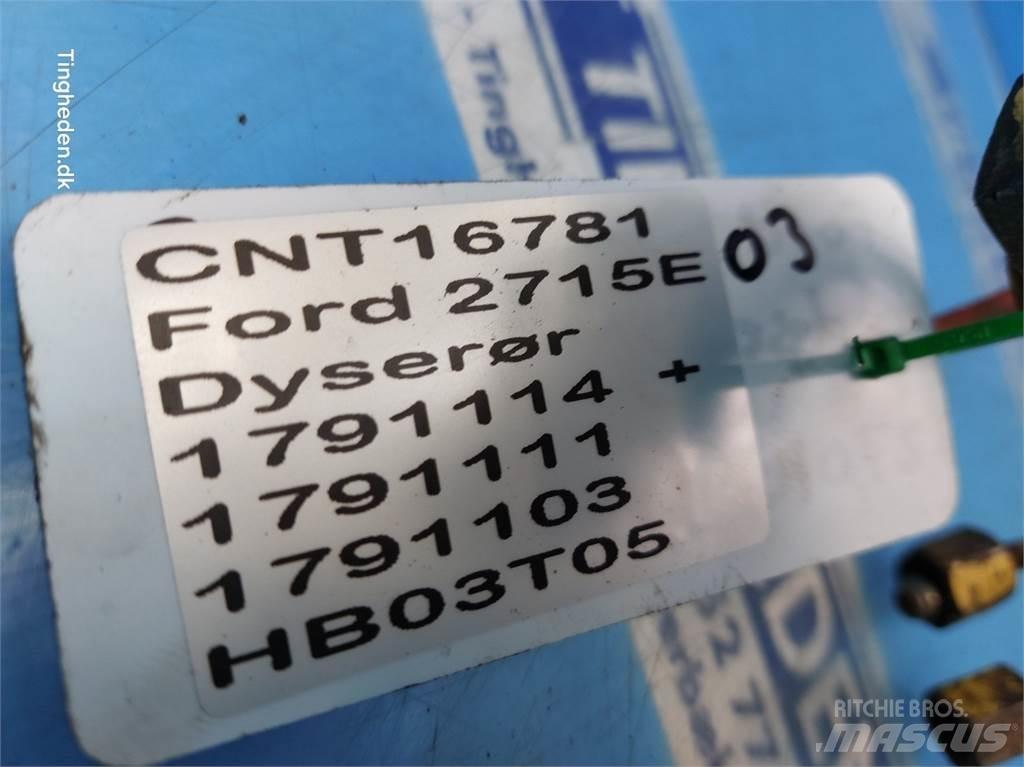 Tingheden.dk
CNT16781
Ford 2715E 03
Dyserør
1791114 +
1791111
1791103
HB03T05
RITCHIE BROS.
MASCUS